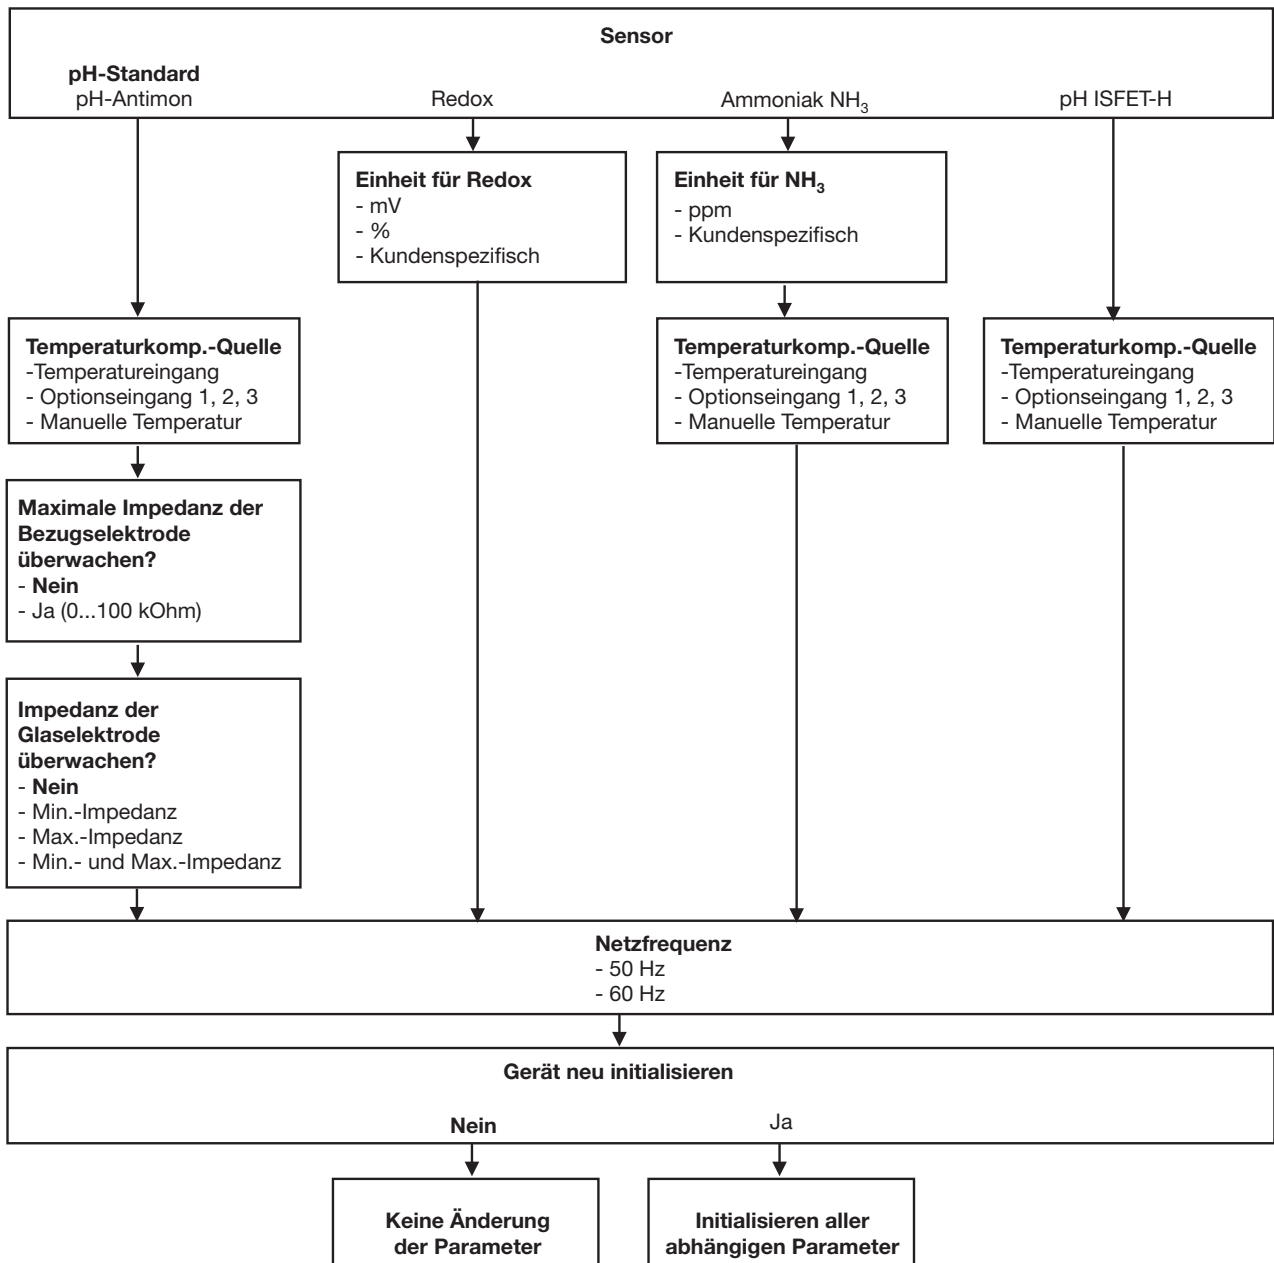 Sensor
pH-Standard
pH-Antimon
Redox
Ammoniak NH₃
pH ISFET-H
Einheit für Redox
- mV
- %
- Kundenspezifisch
Einheit für NH₃
- ppm
- Kundenspezifisch
Temperaturkomp.-Quelle
-Temperatureingang
- Optionseingang 1, 2, 3
- Manuelle Temperatur
Temperaturkomp.-Quelle
-Temperatureingang
- Optionseingang 1, 2, 3
- Manuelle Temperatur
Temperaturkomp.-Quelle
-Temperatureingang
- Optionseingang 1, 2, 3
- Manuelle Temperatur
Maximale Impedanz der
Bezugselektrode
überwachen?
- Nein
- Ja (0...100 kOhm)
Impedanz der
Glaselektrode
überwachen?
- Nein
- Min.-Impedanz
- Max.-Impedanz
- Min.- und Max.-Impedanz
Netzfrequenz
- 50 Hz
- 60 Hz
Gerät neu initialisieren
Nein
Ja
Keine Änderung
der Parameter
Initialisieren aller
abhängigen Parameter